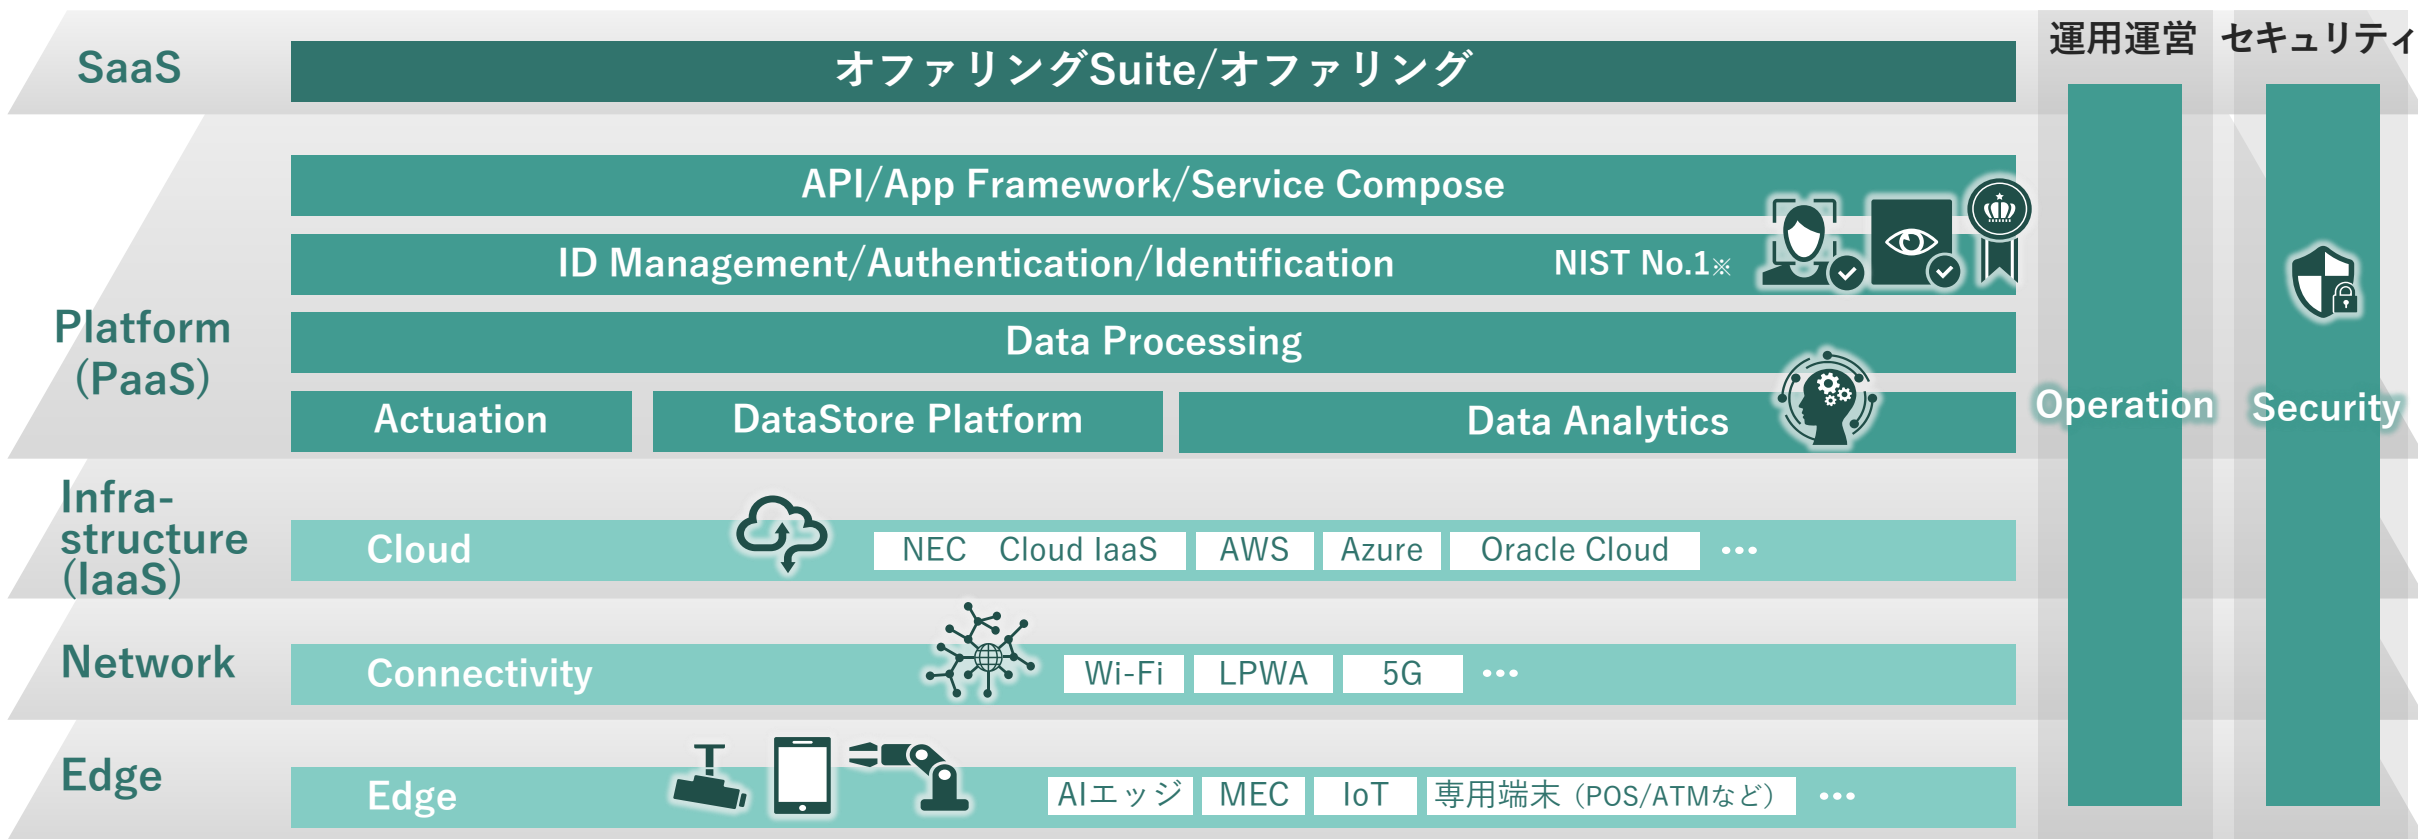 SaaS
オファリングSuite/オファリング
運用運営
セキュリティ
Platform
(PaaS)
API/App Framework/Service Compose
ID Management/Authentication/Identification
NIST No.1※
Data Processing
Actuation
DataStore Platform
Data Analytics
Operation
Security
Infra-
structure
(IaaS)
Cloud
NEC　Cloud IaaS
AWS
Azure
Oracle Cloud
…
Network
Connectivity
Wi-Fi
LPWA
5G
…
Edge
Edge
AIエッジ
MEC
IoT
専用端末（POS/ATMなど）
…